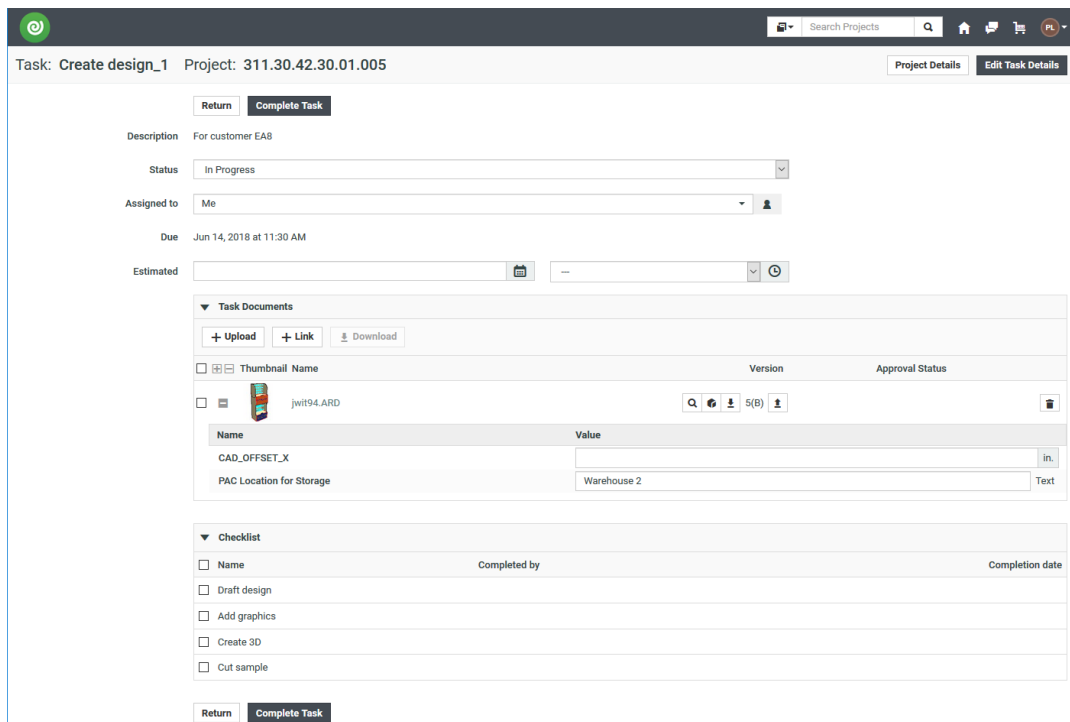 Search Projects
PL
Task: Create design_1 Project: 311.30.42.30.01.005
Project Details
Edit Task Details
Return
Complete Task
Description For customer EA8
Status In Progress
Assigned to Me
Due Jun 14, 2018 at 11:30 AM
Estimated
---
Task Documents
+ Upload
+ Link
Download
Thumbnail Name Version Approval Status
jwit94.ARD 5(B)
Name Value
CAD_OFFSET_X in.
PAC Location for Storage Warehouse 2 Text
Checklist
Name Completed by Completion date
Draft design
Add graphics
Create 3D
Cut sample
Return
Complete Task